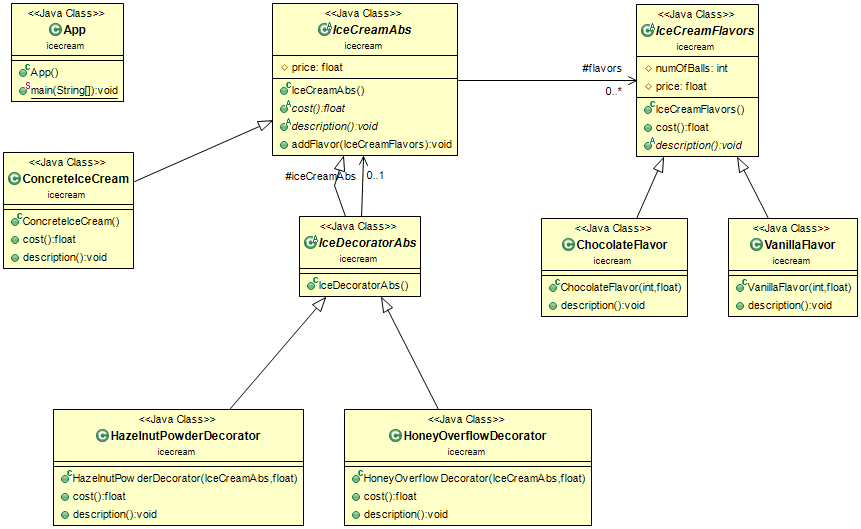 <<Java Class>>
App
icecream
App()
main(String[]):void
<<Java Class>>
IceCreamAbs
icecream
price: float
IceCreamAbs()
cost():float
description():void
addFlavor(IceCreamFlavors):void
#flavors
0..*
<<Java Class>>
IceCreamFlavors
icecream
numOfBalls: int
price: float
IceCreamFlavors()
cost():float
description():void
<<Java Class>>
ConcreteIceCream
icecream
ConcreteIceCream()
cost():float
description():void
#iceCreamAbs
0..1
<<Java Class>>
IceDecoratorAbs
icecream
IceDecoratorAbs()
<<Java Class>>
ChocolateFlavor
icecream
ChocolateFlavor(int,float)
description():void
<<Java Class>>
VanillaFlavor
icecream
VanillaFlavor(int,float)
description():void
<<Java Class>>
HazelnutPowderDecorator
icecream
HazelnutPowderDecorator(IceCreamAbs,float)
cost():float
description():void
<<Java Class>>
HoneyOverflowDecorator
icecream
HoneyOverflowDecorator(IceCreamAbs,float)
cost():float
description():void